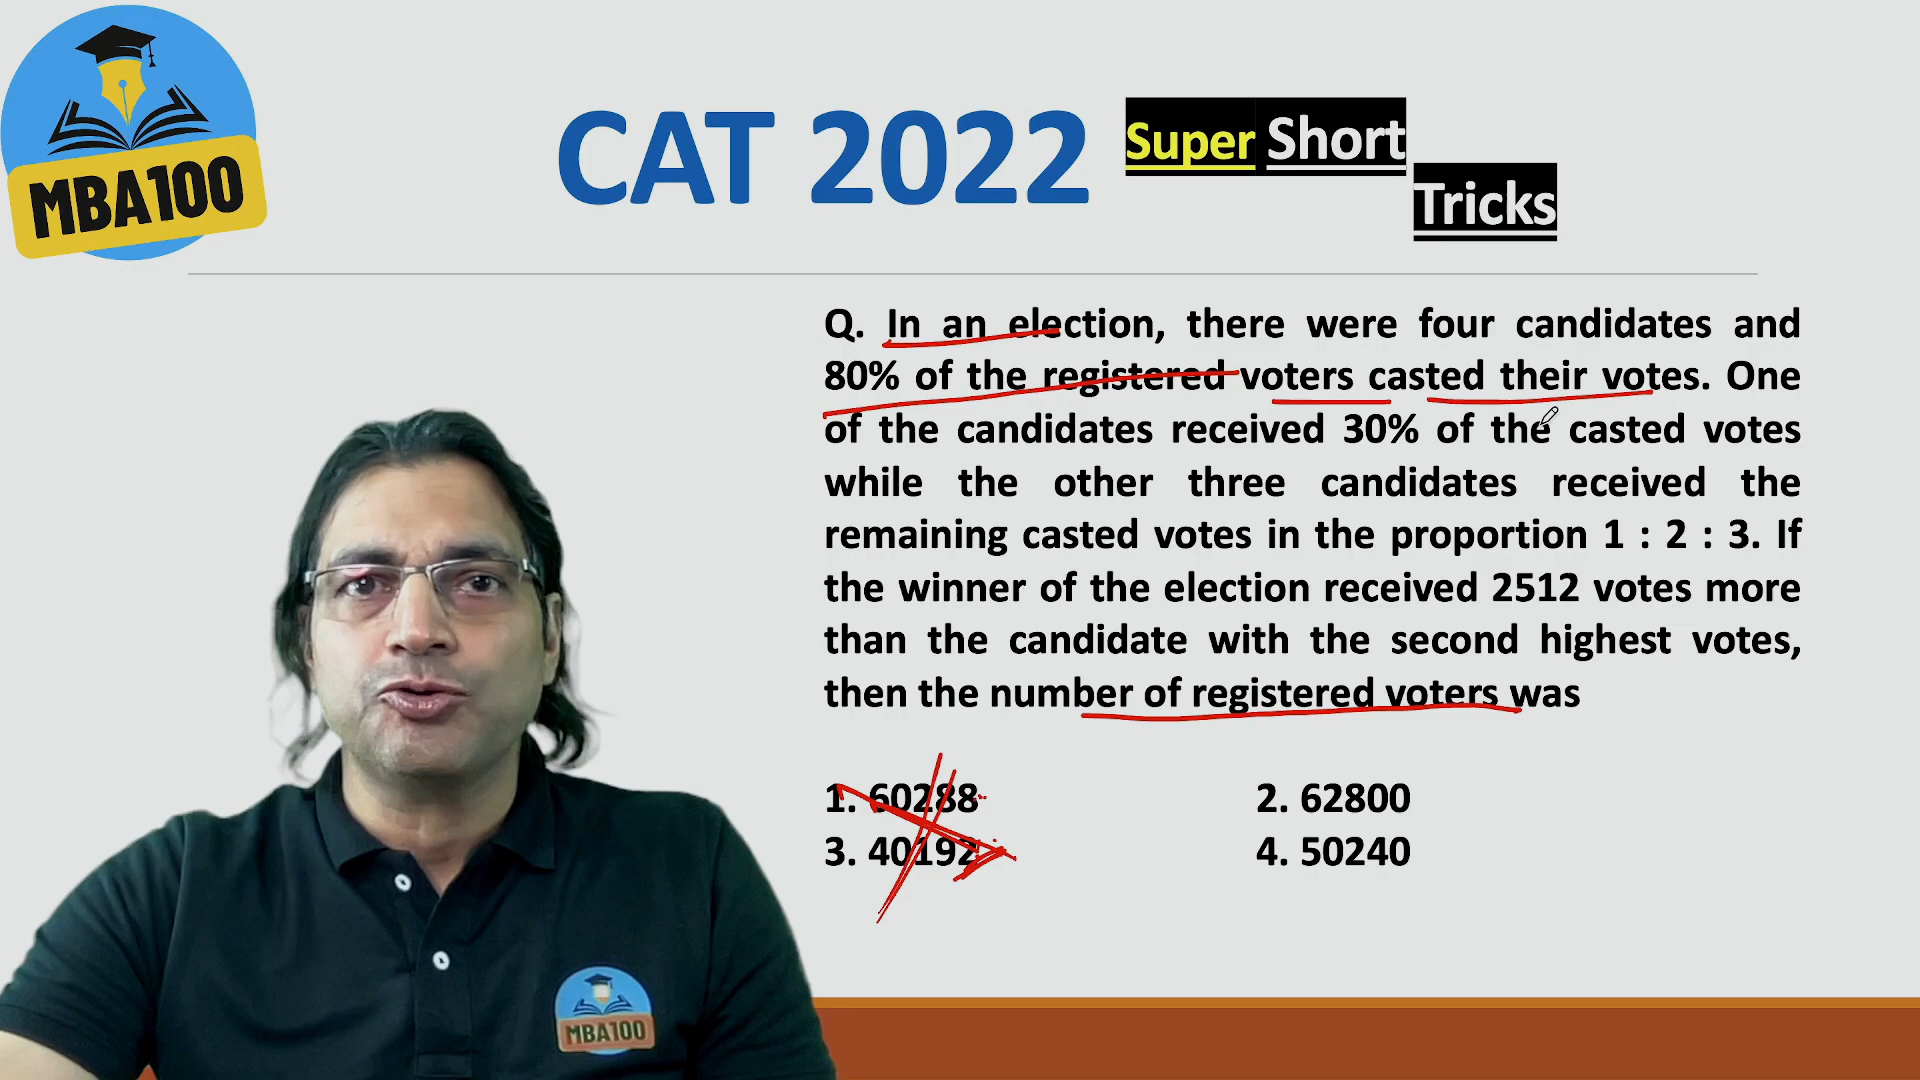 MBA100
CAT 2022 Super Short
Tricks
Q. In an election, there were four candidates and
80% of the registered voters casted their votes. One
of the candidates received 30% of the casted votes
while the other three candidates received the
remaining casted votes in the proportion 1 : 2 : 3. If
the winner of the election received 2512 votes more
than the candidate with the second highest votes,
then the number of registered voters was
1. 60288 2. 62800
3. 40192 4. 50240
MBA100